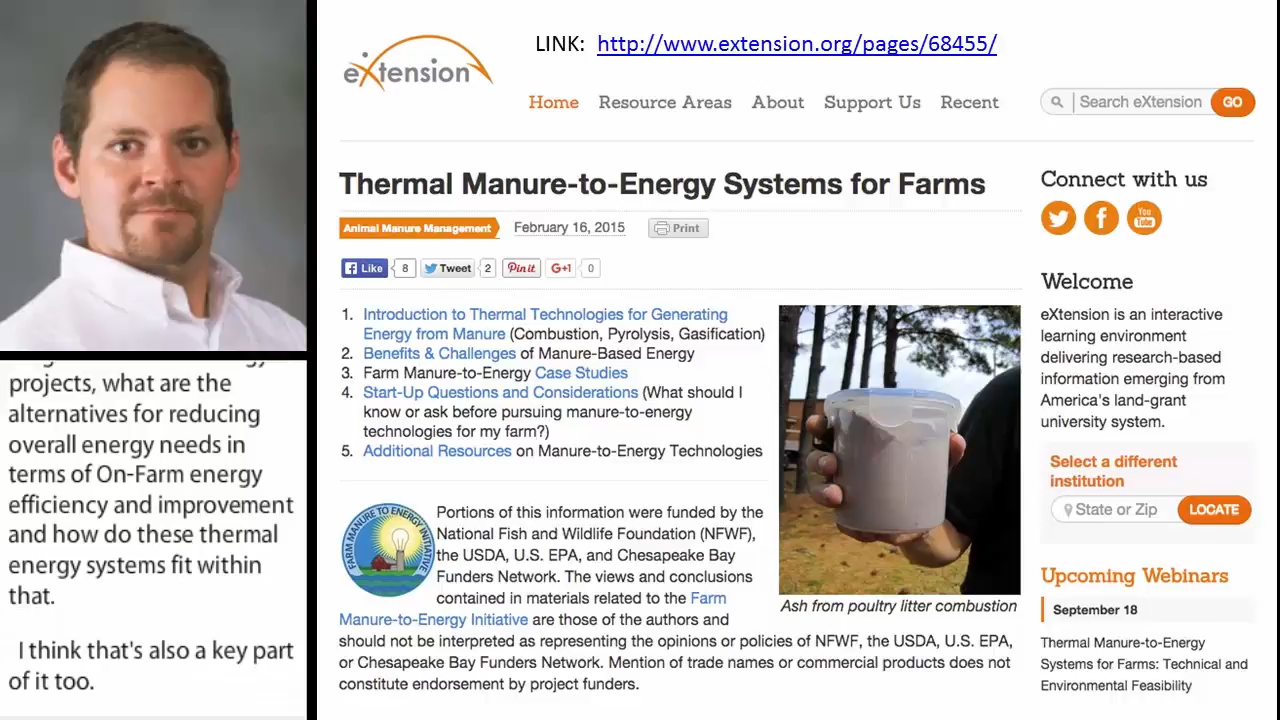 projects, what are the
alternatives for reducing
overall energy needs in
terms of On-Farm energy
efficiency and improvement
and how do these thermal
energy systems fit within
that.
I think that's also a key part
of it too.
LINK: http://www.extension.org/pages/68455/
eXtension
Home Resource Areas About Support Us Recent
Search eXtension GO
Thermal Manure-to-Energy Systems for Farms
Animal Manure Management February 16, 2015 Print
Like 8 Tweet 2 Pinit G+1 0
1. Introduction to Thermal Technologies for Generating
Energy from Manure (Combustion, Pyrolysis, Gasification)
2. Benefits & Challenges of Manure-Based Energy
3. Farm Manure-to-Energy Case Studies
4. Start-Up Questions and Considerations (What should I
know or ask before pursuing manure-to-energy
technologies for my farm?)
5. Additional Resources on Manure-to-Energy Technologies
FARM MANURE TO ENERGY INITIATIVE
Portions of this information were funded by the
National Fish and Wildlife Foundation (NFWF),
the USDA, U.S. EPA, and Chesapeake Bay
Funders Network. The views and conclusions
contained in materials related to the Farm
Manure-to-Energy Initiative are those of the authors and
should not be interpreted as representing the opinions or policies of NFWF, the USDA, U.S. EPA,
or Chesapeake Bay Funders Network. Mention of trade names or commercial products does not
constitute endorsement by project funders.
Ash from poultry litter combustion
Connect with us
You
Tube
Welcome
eXtension is an interactive
learning environment
delivering research-based
information emerging from
America's land-grant
university system.
Select a different
institution
State or Zip LOCATE
Upcoming Webinars
September 18
Thermal Manure-to-Energy
Systems for Farms: Technical and
Environmental Feasibility